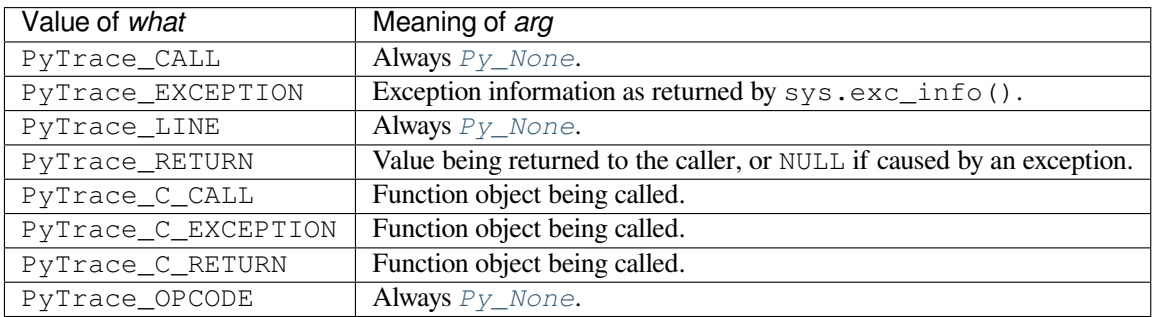 Value of what Meaning of arg
PyTrace_CALL Always Py_None.
PyTrace_EXCEPTION Exception information as returned by sys.exc_info().
PyTrace_LINE Always Py_None.
PyTrace_RETURN Value being returned to the caller, or NULL if caused by an exception.
PyTrace_C_CALL Function object being called.
PyTrace_C_EXCEPTION Function object being called.
PyTrace_C_RETURN Function object being called.
PyTrace_OPCODE Always Py_None.